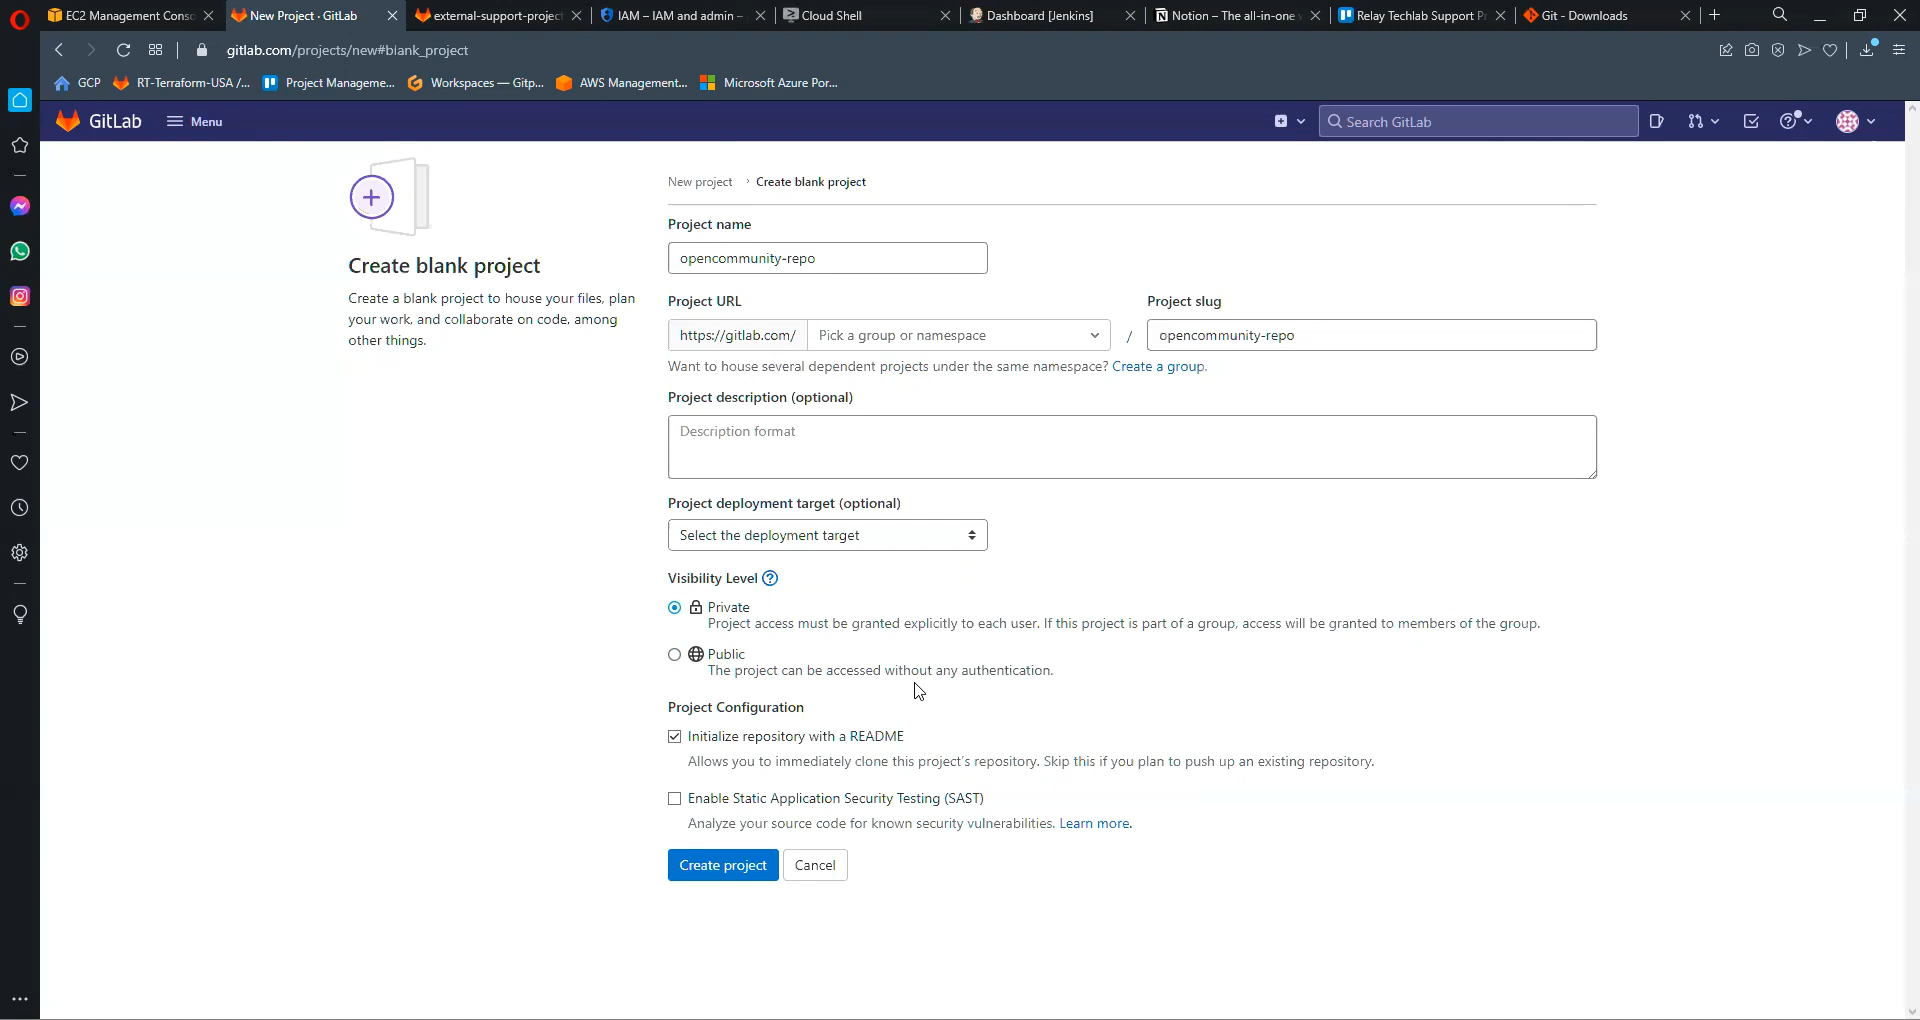 EC2 Management Conso
New Project · GitLab
external-support-project
IAM – IAM and admin –
Cloud Shell
Dashboard [Jenkins]
Notion – The all-in-one
Relay Techlab Support Pr
Git - Downloads
gitlab.com/projects/new#blank_project
GCP
RT-Terraform-USA /...
Project Manageme...
Workspaces — Gitp...
AWS Management...
Microsoft Azure Por...
GitLab
Menu
Search GitLab
New project › Create blank project
Create blank project
Create a blank project to house your files, plan
your work, and collaborate on code, among
other things.
Project name
opencommunity-repo
Project URL
Project slug
https://gitlab.com/
Pick a group or namespace
/
opencommunity-repo
Want to house several dependent projects under the same namespace? Create a group.
Project description (optional)
Description format
Project deployment target (optional)
Select the deployment target
Visibility Level
Private
Project access must be granted explicitly to each user. If this project is part of a group, access will be granted to members of the group.
Public
The project can be accessed without any authentication.
Project Configuration
Initialize repository with a README
Allows you to immediately clone this project's repository. Skip this if you plan to push up an existing repository.
Enable Static Application Security Testing (SAST)
Analyze your source code for known security vulnerabilities. Learn more.
Create project
Cancel